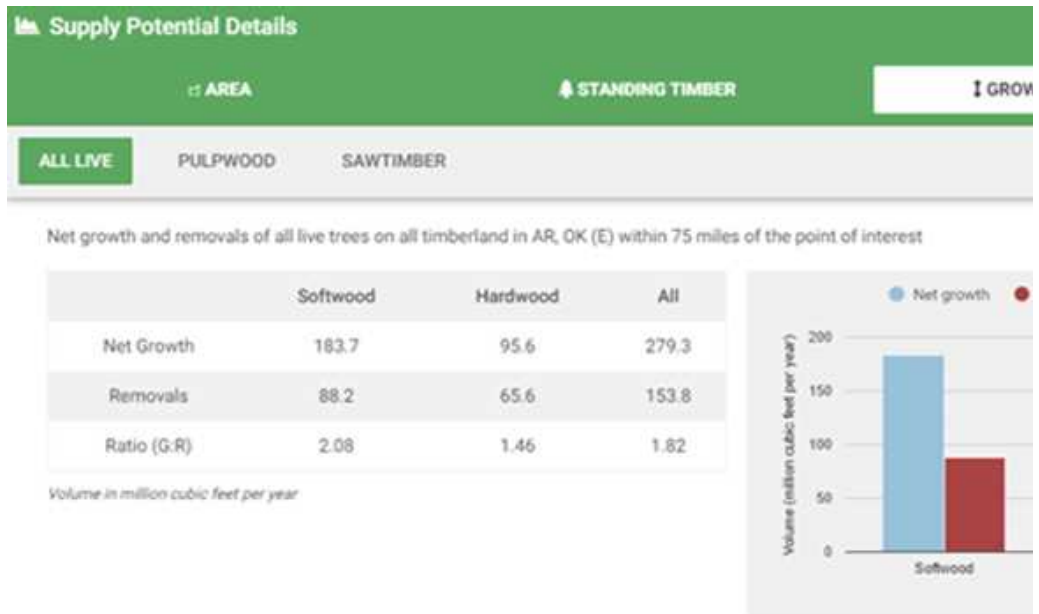 Supply Potential Details
AREA
STANDING TIMBER
GROW
ALL LIVE
PULPWOOD
SAWTIMBER
Net growth and removals of all live trees on all timberland in AR, OK (E) within 75 miles of the point of interest
Softwood Hardwood All
Net Growth 183.7 95.6 279.3
Removals 88.2 65.6 153.8
Ratio (G:R) 2.08 1.46 1.82
Volume in million cubic feet per year
Net growth
Volume (million cubic feet per year)
200
150
100
50
0
Softwood